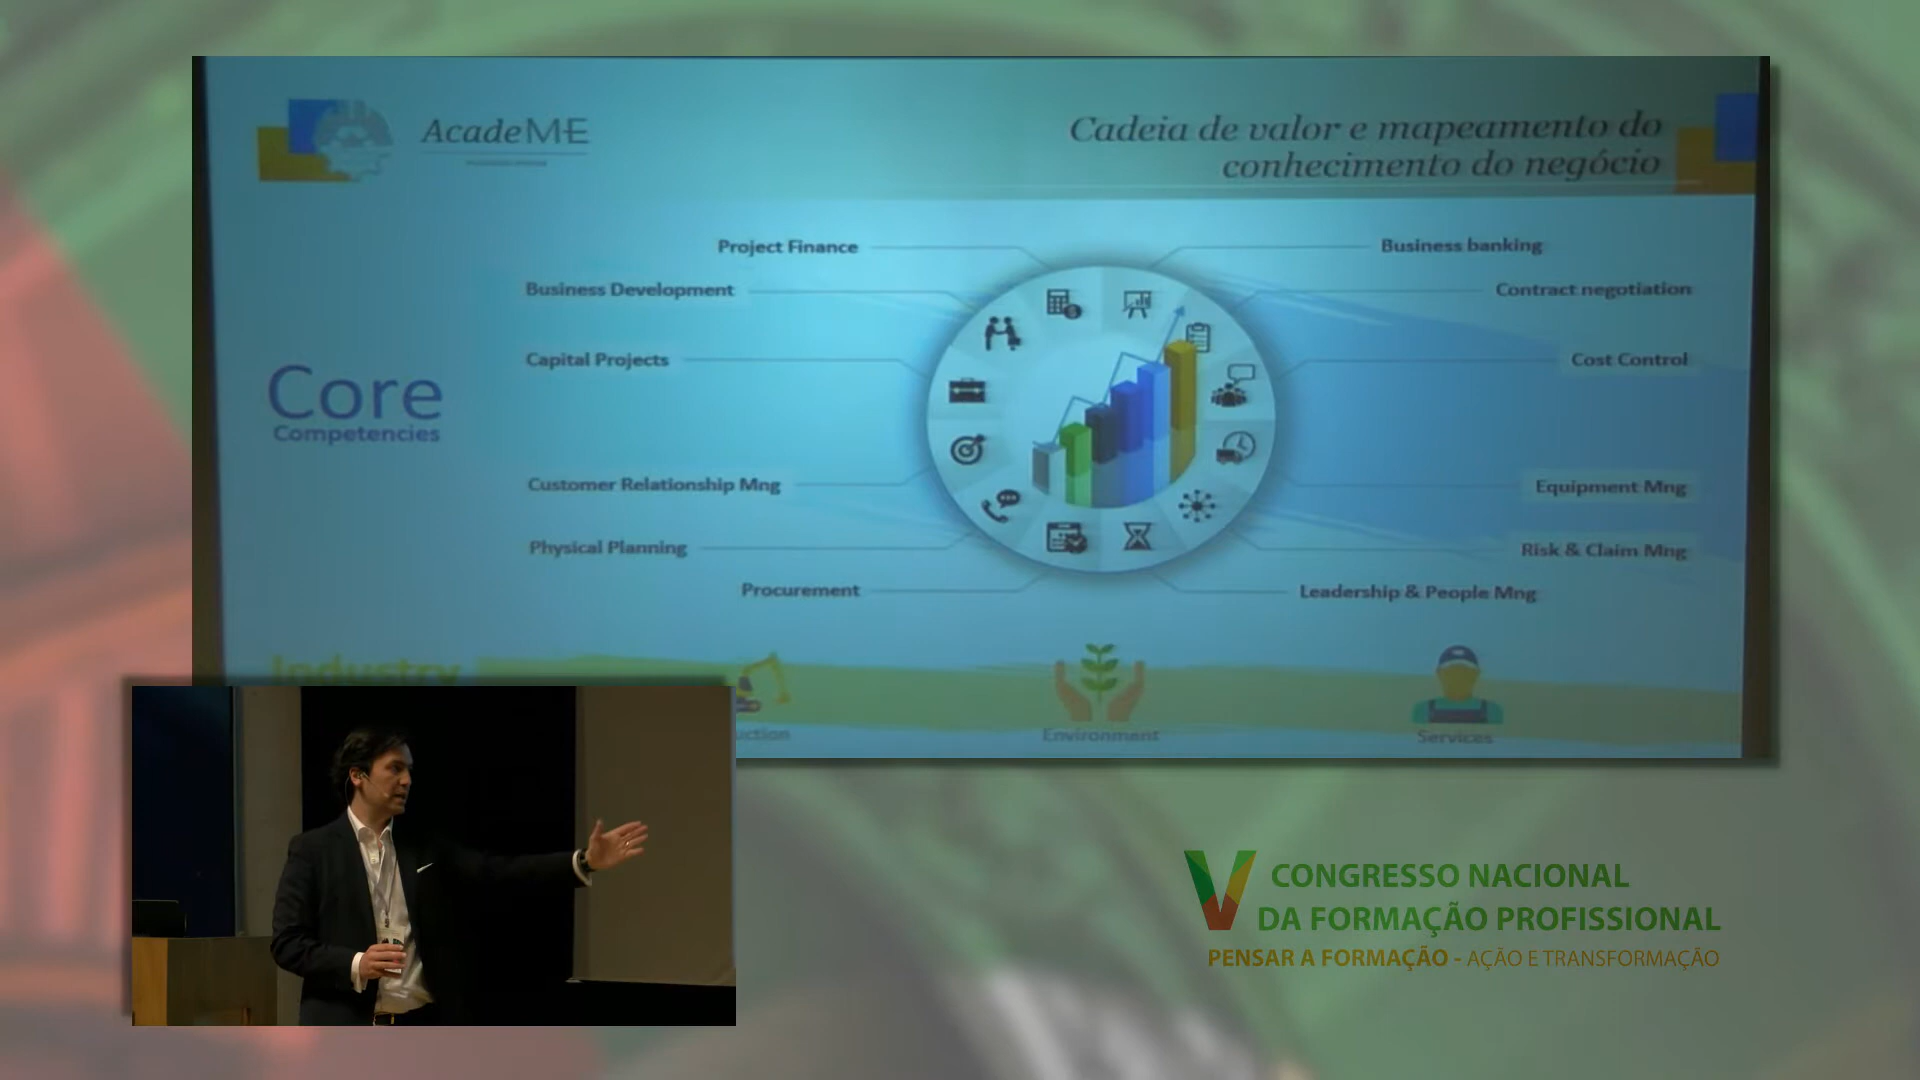 AcadeME
Cadeia de valor e mapeamento do
conhecimento do negócio
Project Finance
Business banking
Business Development
Contract negotiation
Capital Projects
Cost Control
Core
Competencies
Customer Relationship Mng
Equipment Mng
Physical Planning
Risk & Claim Mng
Procurement
Leadership & People Mng
Industry
uction
Environment
Services
V CONGRESSO NACIONAL
DA FORMAÇÃO PROFISSIONAL
PENSAR A FORMAÇÃO - AÇÃO E TRANSFORMAÇÃO